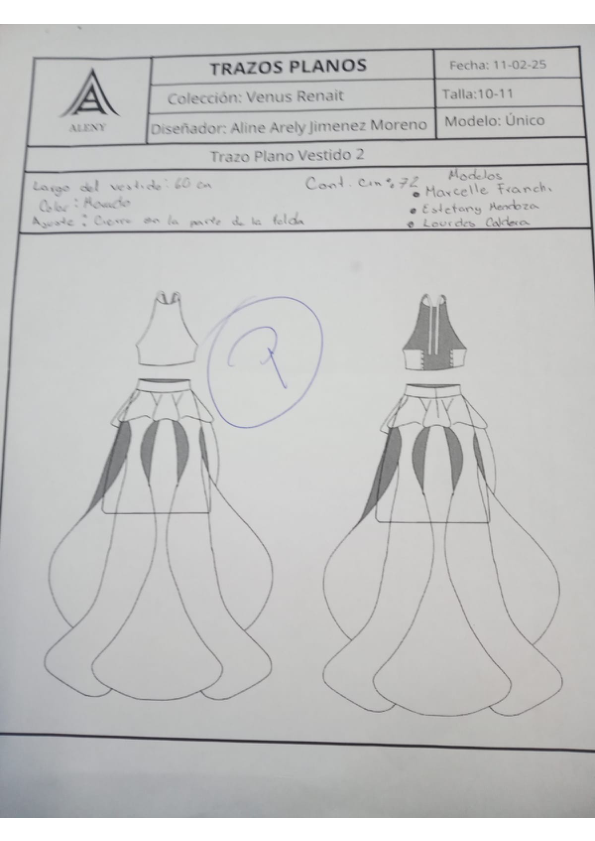 TRAZOS PLANOS
Fecha: 11-02-25
ALENY
Colección: Venus Renait
Talla:10-11
Diseñador: Aline Arely Jimenez Moreno
Modelo: Único
Trazo Plano Vestido 2
Largo del vestido: 60 cm
Color: Morado
Ajuste: Cierre en la parte de la falda
Cont. Cm: 72
Modelos
• Marcelle Franch.
• Estefany Mendoza
• Lourdes Caldera